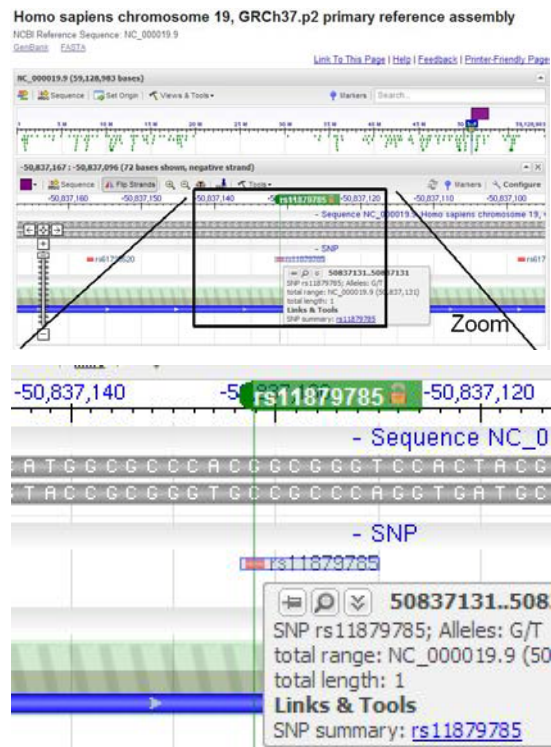 Homo sapiens chromosome 19, GRCh37.p2 primary reference assembly
NCBI Reference Sequence: NC_000019.9
GenBank FASTA
Link To This Page | Help | Feedback | Printer-Friendly Page
NC_000019.9 (59,128,983 bases)
Sequence Set Origin Views & Tools Markers Search...
-50,837,167 : -50,837,096 (72 bases shown, negative strand)
Sequence Flip Strands Tools Markers Configure
-50,837,160 -50,837,150 -50,837,140 rs11879785 -50,837,120 -50,837,110 -50,837,100
- Sequence NC_000019.9 Homo sapiens chromosome 19,
- SNP
rs11879785 rs617
50837131..50837131
SNP rs11879785; Alleles: G/T
total range: NC_000019.9 (50,837,131)
total length: 1
Links & Tools
SNP summary: rs11879785
Zoom
-50,837,140 -5 rs11879785 -50,837,120
- Sequence NC_0
A T G G C G C C C A C G G C G G G T C C A C T A C G
T A C C G C G G G T G C C G C C C A G G T G A T G C
- SNP
rs11879785
50837131..508
SNP rs11879785; Alleles: G/T
total range: NC_000019.9 (50
total length: 1
Links & Tools
SNP summary: rs11879785